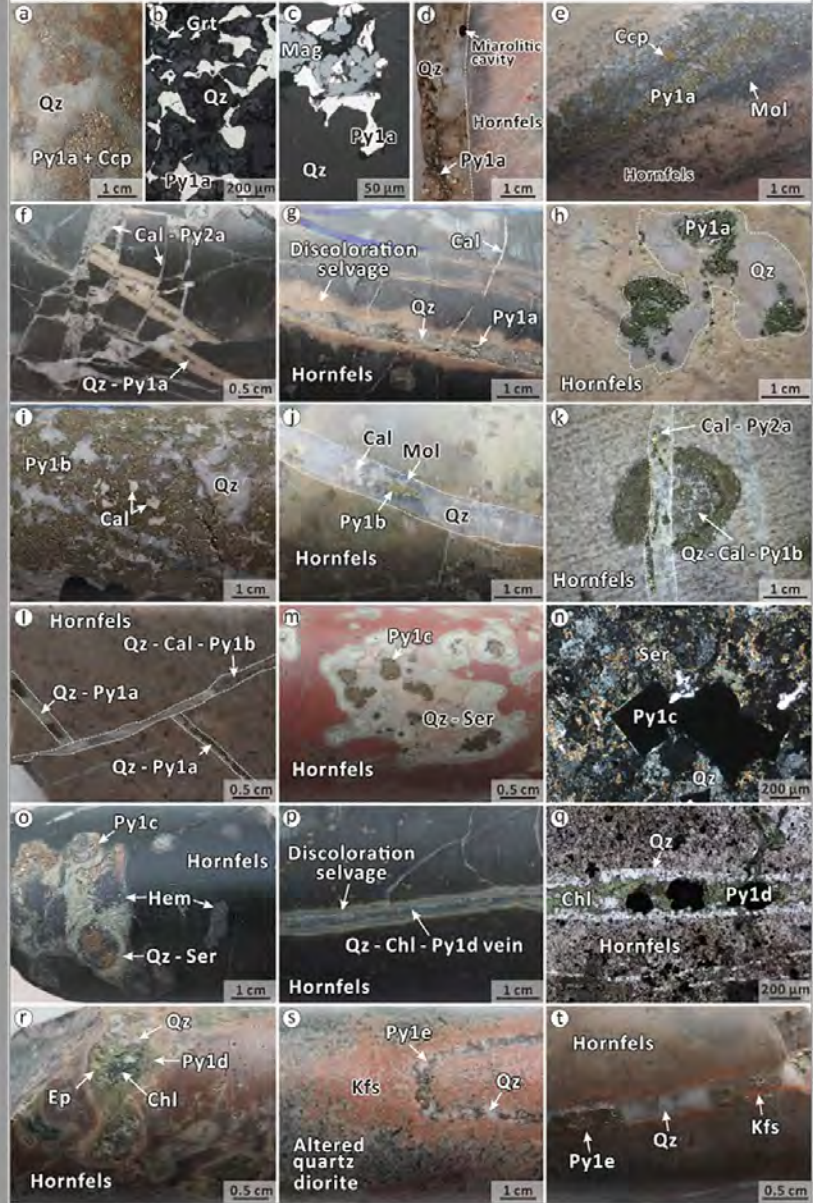 a
Qz
Py1a + Ccp
1 cm
b
Grt
Qz
Py1a
200 μm
c
Mag
Py1a
Qz
50 μm
d
Miarolitic
cavity
Qz
Hornfels
Py1a
1 cm
e
Ccp
Py1a
Mol
Hornfels
1 cm
f
Cal - Py2a
Qz - Py1a
0.5 cm
g
Cal
Discoloration
selvage
Qz
Py1a
Hornfels
1 cm
h
Py1a
Qz
Hornfels
1 cm
i
Py1b
Qz
Cal
1 cm
j
Cal
Mol
Py1b
Qz
Hornfels
1 cm
k
Cal - Py2a
Qz - Cal - Py1b
Hornfels
1 cm
l
Hornfels
Qz - Cal - Py1b
Qz - Py1a
Qz - Py1a
0.5 cm
m
Py1c
Qz - Ser
Hornfels
0.5 cm
n
Ser
Py1c
Qz
200 μm
o
Py1c
Hornfels
Hem
Qz - Ser
1 cm
p
Discoloration
selvage
Qz - Chl - Py1d vein
Hornfels
1 cm
q
Qz
Chl
Py1d
Hornfels
200 μm
r
Qz
Py1d
Ep
Chl
Hornfels
0.5 cm
s
Py1e
Kfs
Qz
Altered
quartz
diorite
1 cm
t
Hornfels
Kfs
Qz
Py1e
0.5 cm